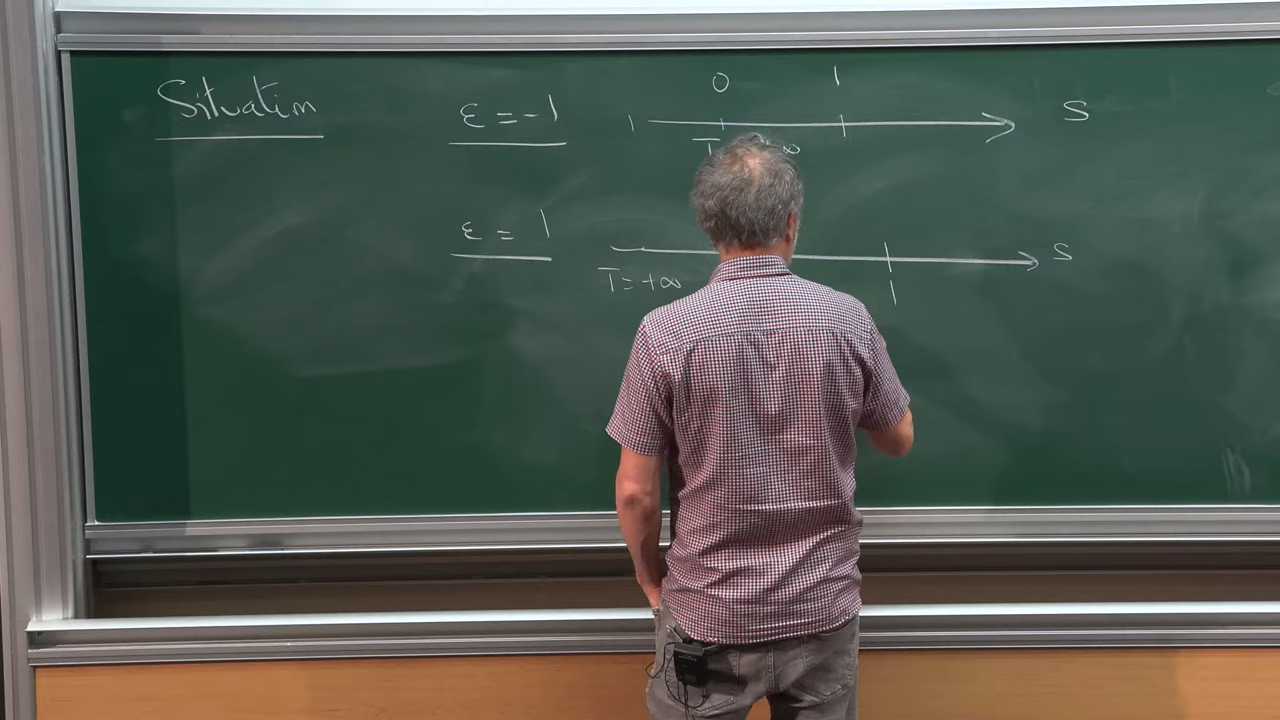 Situation
ε = -1
0 1
S
T ∞
ε = 1
S
T = +∞
1